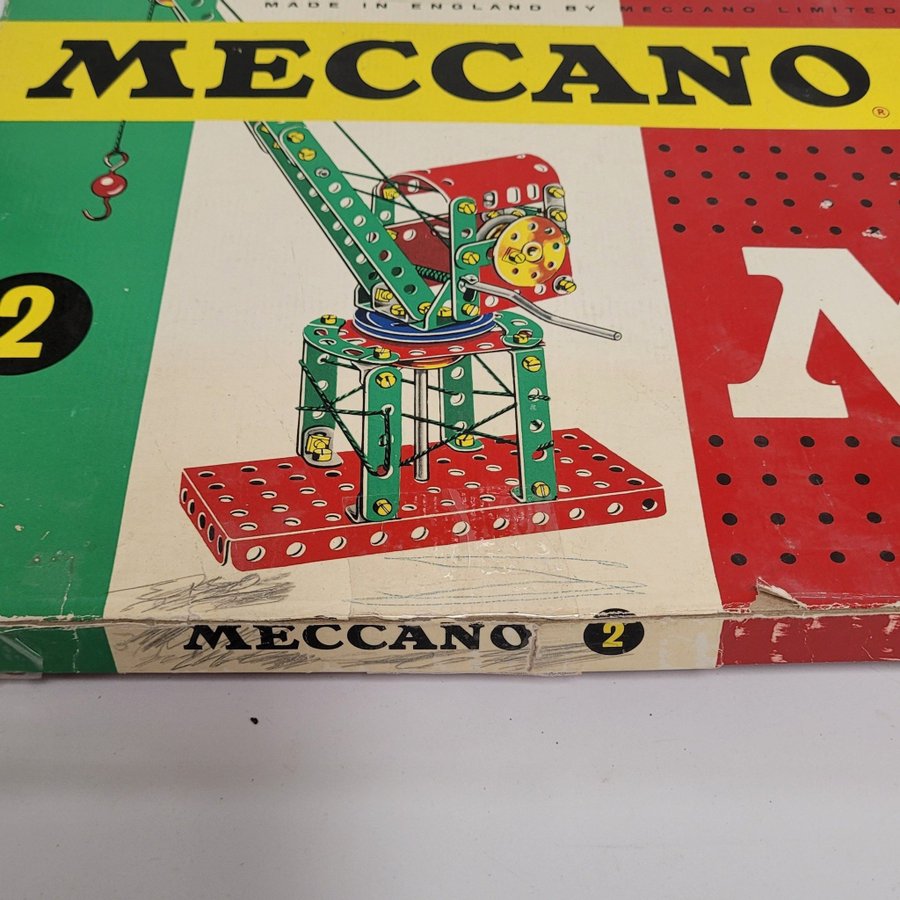 MADE IN ENGLAND BY MECCANO LIMITED
MECCANO
®
2
M
MECCANO 2